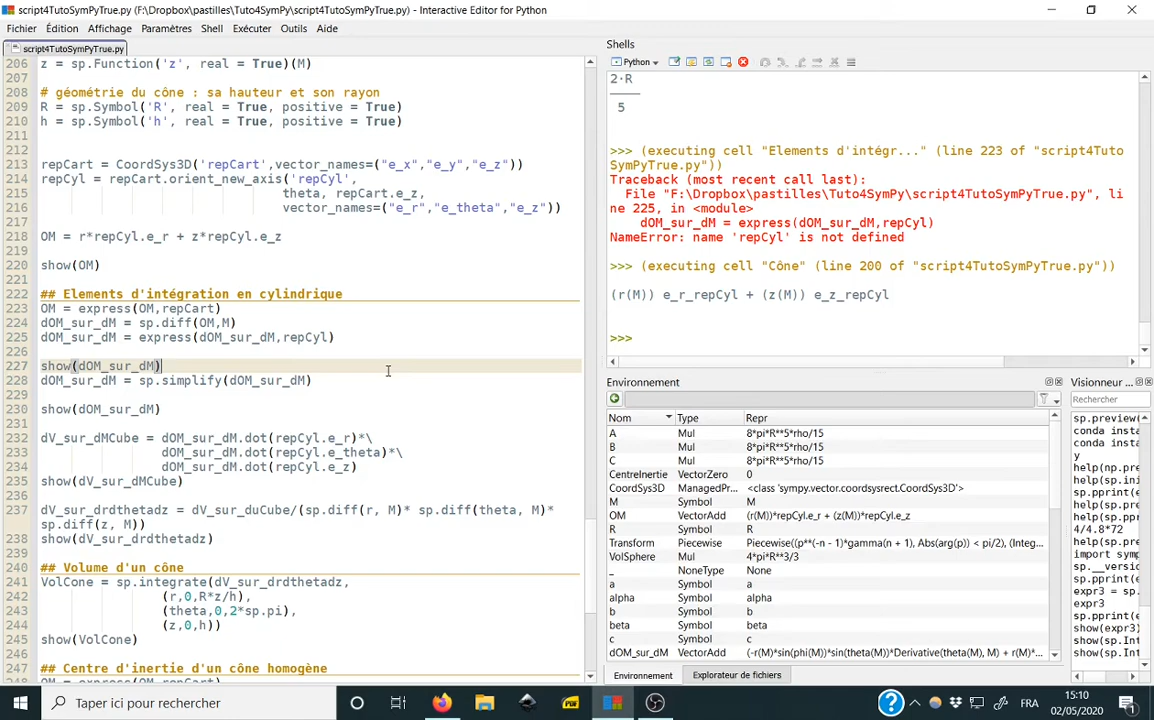 script4TutoSymPyTrue.py (F:\Dropbox\pastilles\Tuto4SymPy\script4TutoSymPyTrue.py) - Interactive Editor for Python
Fichier Édition Affichage Paramètres Shell Exécuter Outils Aide
script4TutoSymPyTrue.py
206 z = sp.Function('z', real = True)(M)
207
208 # géométrie du cône : sa hauteur et son rayon
209 R = sp.Symbol('R', real = True, positive = True)
210 h = sp.Symbol('h', real = True, positive = True)
211
212
213 repCart = CoordSys3D('repCart',vector_names=("e_x","e_y","e_z"))
214 repCyl = repCart.orient_new_axis('repCyl',
215 theta, repCart.e_z,
216 vector_names=("e_r","e_theta","e_z"))
217
218 OM = r*repCyl.e_r + z*repCyl.e_z
219
220 show(OM)
221
222 ## Elements d'intégration en cylindrique
223 OM = express(OM,repCart)
224 dOM_sur_dM = sp.diff(OM,M)
225 dOM_sur_dM = express(dOM_sur_dM,repCyl)
226
227 show(dOM_sur_dM)
228 dOM_sur_dM = sp.simplify(dOM_sur_dM)
229
230 show(dOM_sur_dM)
231
232 dV_sur_dMCube = dOM_sur_dM.dot(repCyl.e_r)*\
233 dOM_sur_dM.dot(repCyl.e_theta)*\
234 dOM_sur_dM.dot(repCyl.e_z)
235 show(dV_sur_dMCube)
236
237 dV_sur_drdthetadz = dV_sur_duCube/(sp.diff(r, M)* sp.diff(theta, M)*
sp.diff(z, M))
238 show(dV_sur_drdthetadz)
239
240 ## Volume d'un cône
241 VolCone = sp.integrate(dV_sur_drdthetadz,
242 (r,0,R*z/h),
243 (theta,0,2*sp.pi),
244 (z,0,h))
245 show(VolCone)
246
247 ## Centre d'inertie d'un cône homogène
Shells
Python
2·R
5
>>> (executing cell "Elements d'intégr..." (line 223 of "script4Tuto
SymPyTrue.py"))
Traceback (most recent call last):
File "F:\Dropbox\pastilles\Tuto4SymPy\script4TutoSymPyTrue.py", li
ne 225, in <module>
dOM_sur_dM = express(dOM_sur_dM,repCyl)
NameError: name 'repCyl' is not defined
>>> (executing cell "Cône" (line 200 of "script4TutoSymPyTrue.py"))
(r(M)) e_r_repCyl + (z(M)) e_z_repCyl
>>>
Environnement
Nom Type Repr
A Mul 8*pi*R**5*rho/15
B Mul 8*pi*R**5*rho/15
C Mul 8*pi*R**5*rho/15
CentreInertie VectorZero 0
CoordSys3D ManagedPr... <class 'sympy.vector.coordsysrect.CoordSys3D'>
M Symbol M
OM VectorAdd (r(M))*repCyl.e_r + (z(M))*repCyl.e_z
R Symbol R
Transform Piecewise Piecewise((p**(-n - 1)*gamma(n + 1), Abs(arg(p)) < pi/2), (Integ...
VolSphere Mul 4*pi*R**3/3
_ NoneType None
a Symbol a
alpha Symbol alpha
b Symbol b
beta Symbol beta
c Symbol c
dOM_sur_dM VectorAdd (-r(M)*sin(phi(M))*sin(theta(M))*Derivative(theta(M), M) + r(M)*...
Environnement Explorateur de fichiers
Visionneur ...
Rechercher
sp.preview(
conda insta
conda insta
y
help(np.pre
help(sp.ini
sp.pprint(e
help(sp.pre
help(sp.ppr
4/4.8*72
import symp
sp.__versio
sp.pprint(e
expr3 = sp.
expr3
sp.pprint(e
show(expr3)
show(sp.Int
show(sp.Int
Taper ici pour rechercher
FRA
15:10
02/05/2020
1